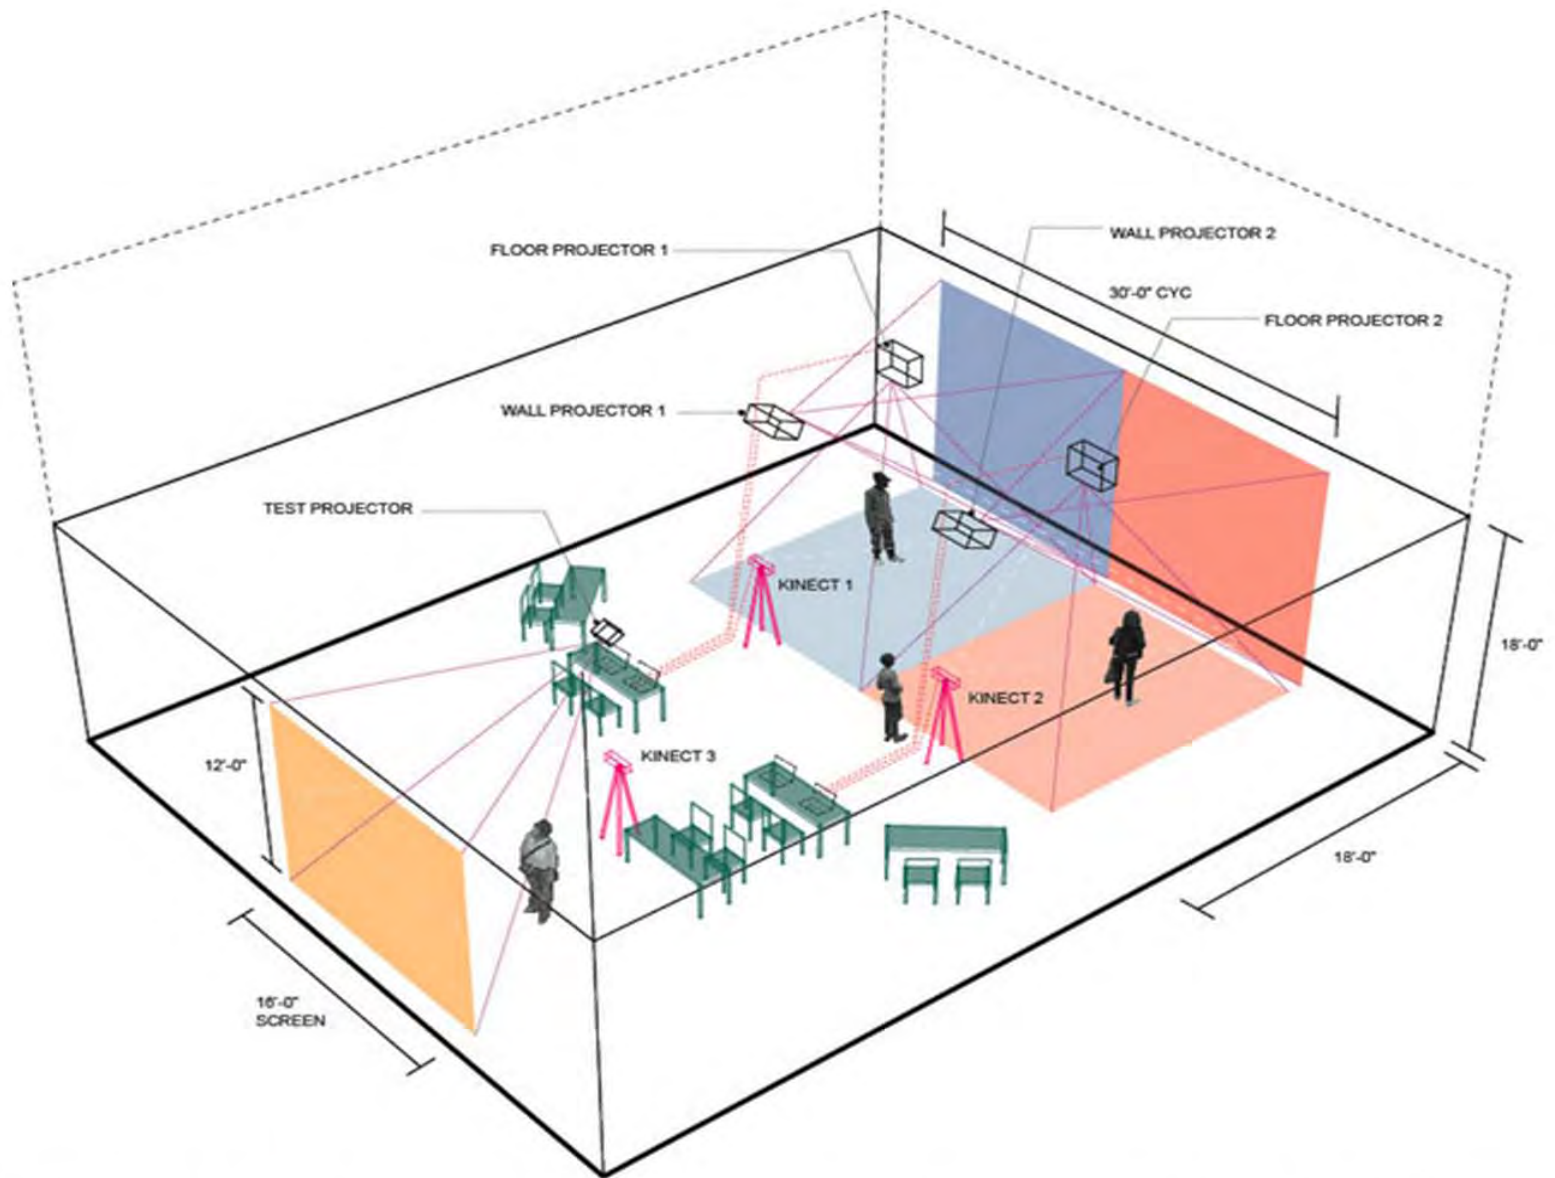 WALL PROJECTOR 2
FLOOR PROJECTOR 1
30'-0" CYC
FLOOR PROJECTOR 2
WALL PROJECTOR 1
TEST PROJECTOR
KINECT 1
18'-0"
KINECT 2
KINECT 3
12'-0"
18'-0"
16'-0"
SCREEN